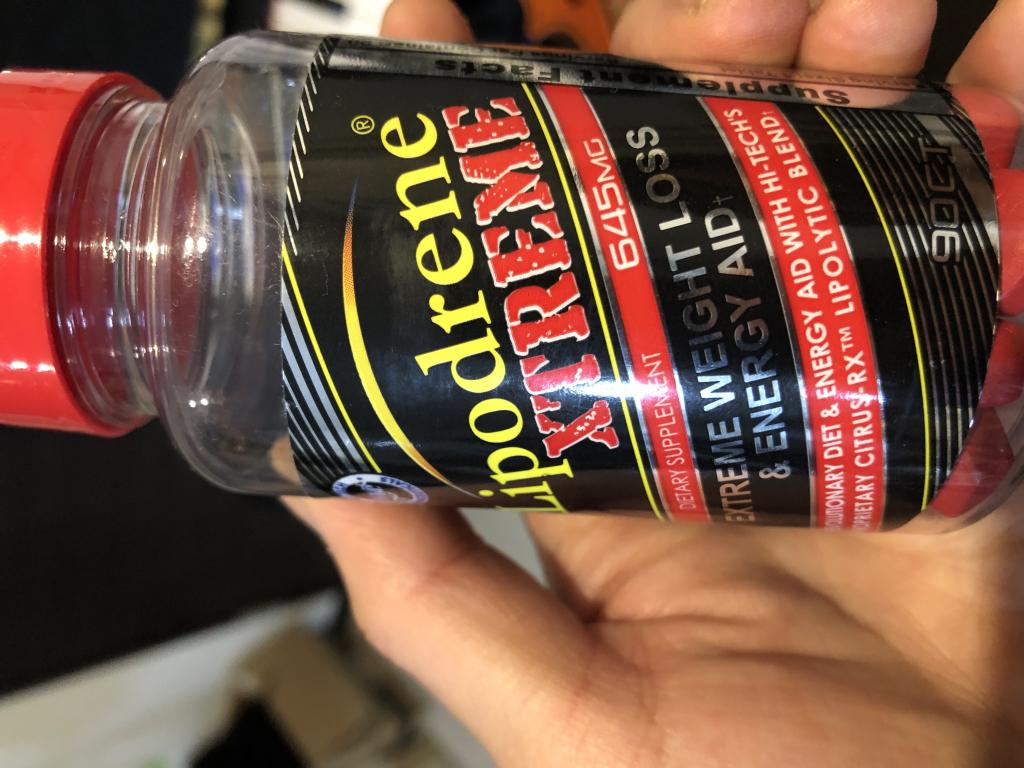 Supplement Facts
Lipodrene®
XTREME
DIETARY SUPPLEMENT 645MG
EXTREME WEIGHT LOSS
& ENERGY AID†
DIET & ENERGY AID WITH HI-TECH'S
CITRUS RX™ LIPOLYTIC BLEND†
90CT